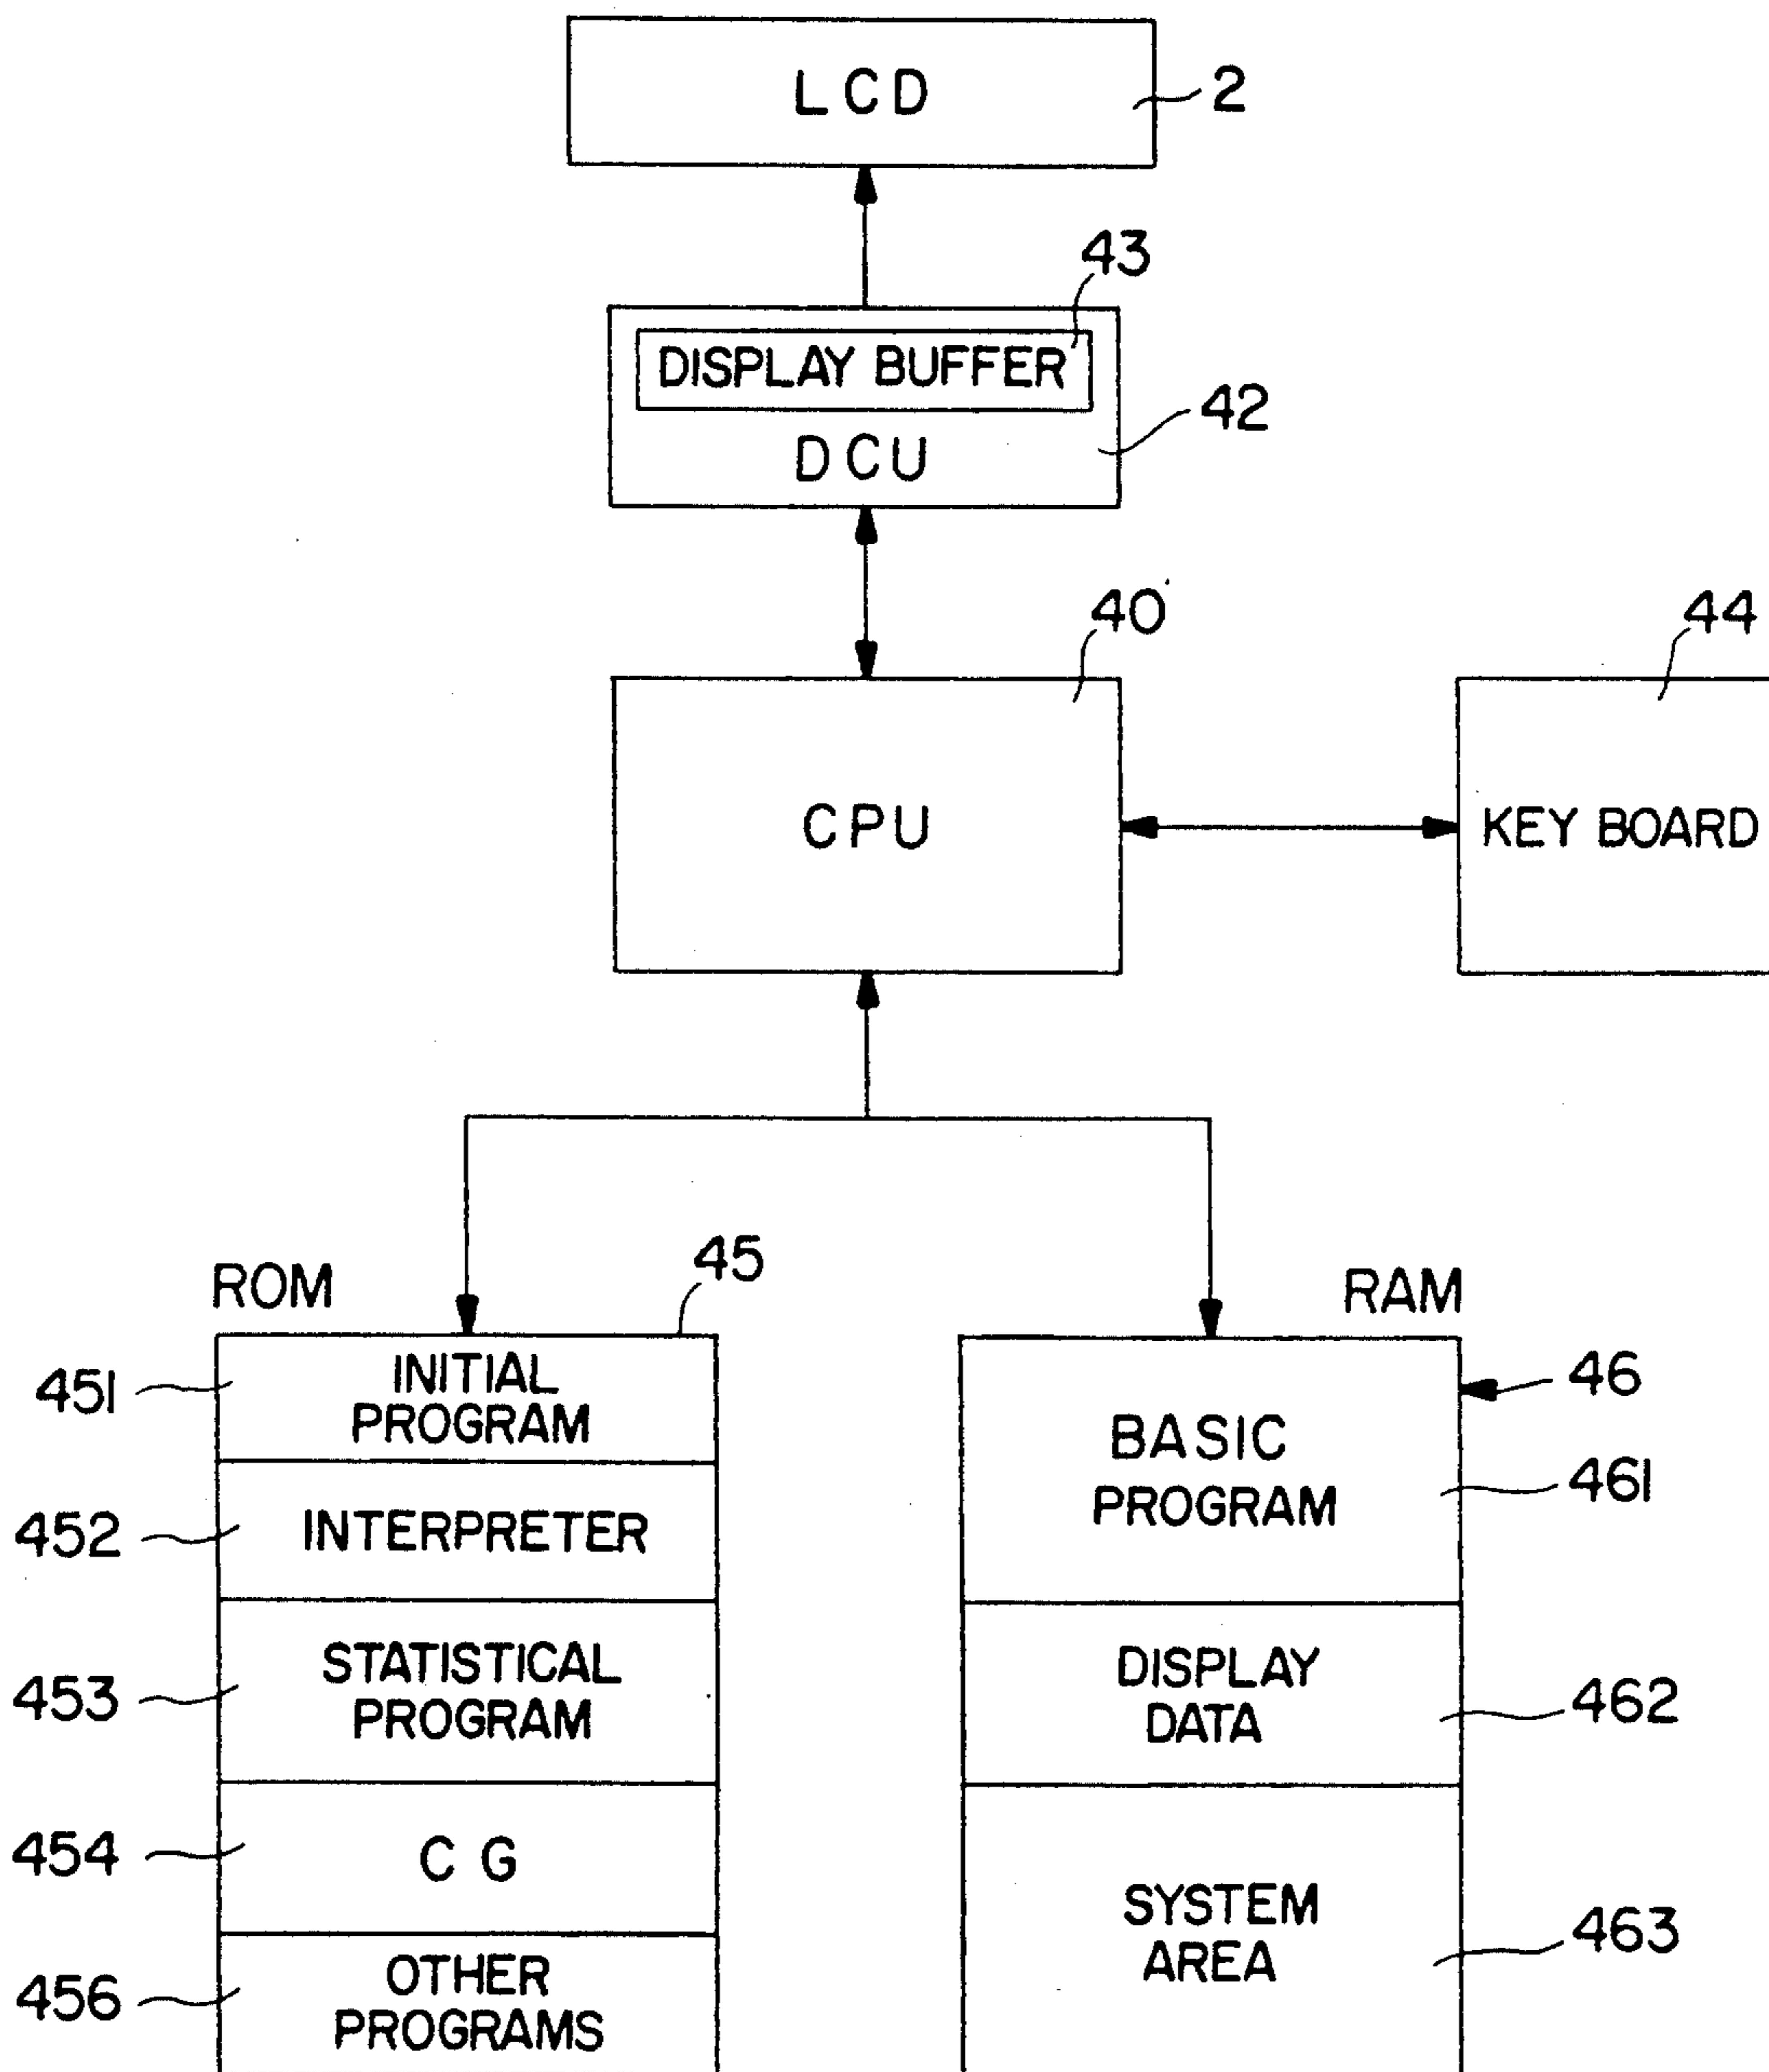 LCD
2
43
DISPLAY BUFFER
42
DCU
40
44
CPU
KEY BOARD
ROM
45
RAM
451
INITIAL
PROGRAM
46
BASIC
PROGRAM
461
452
INTERPRETER
453
STATISTICAL
PROGRAM
DISPLAY
DATA
462
454
CG
SYSTEM
AREA
463
456
OTHER
PROGRAMS